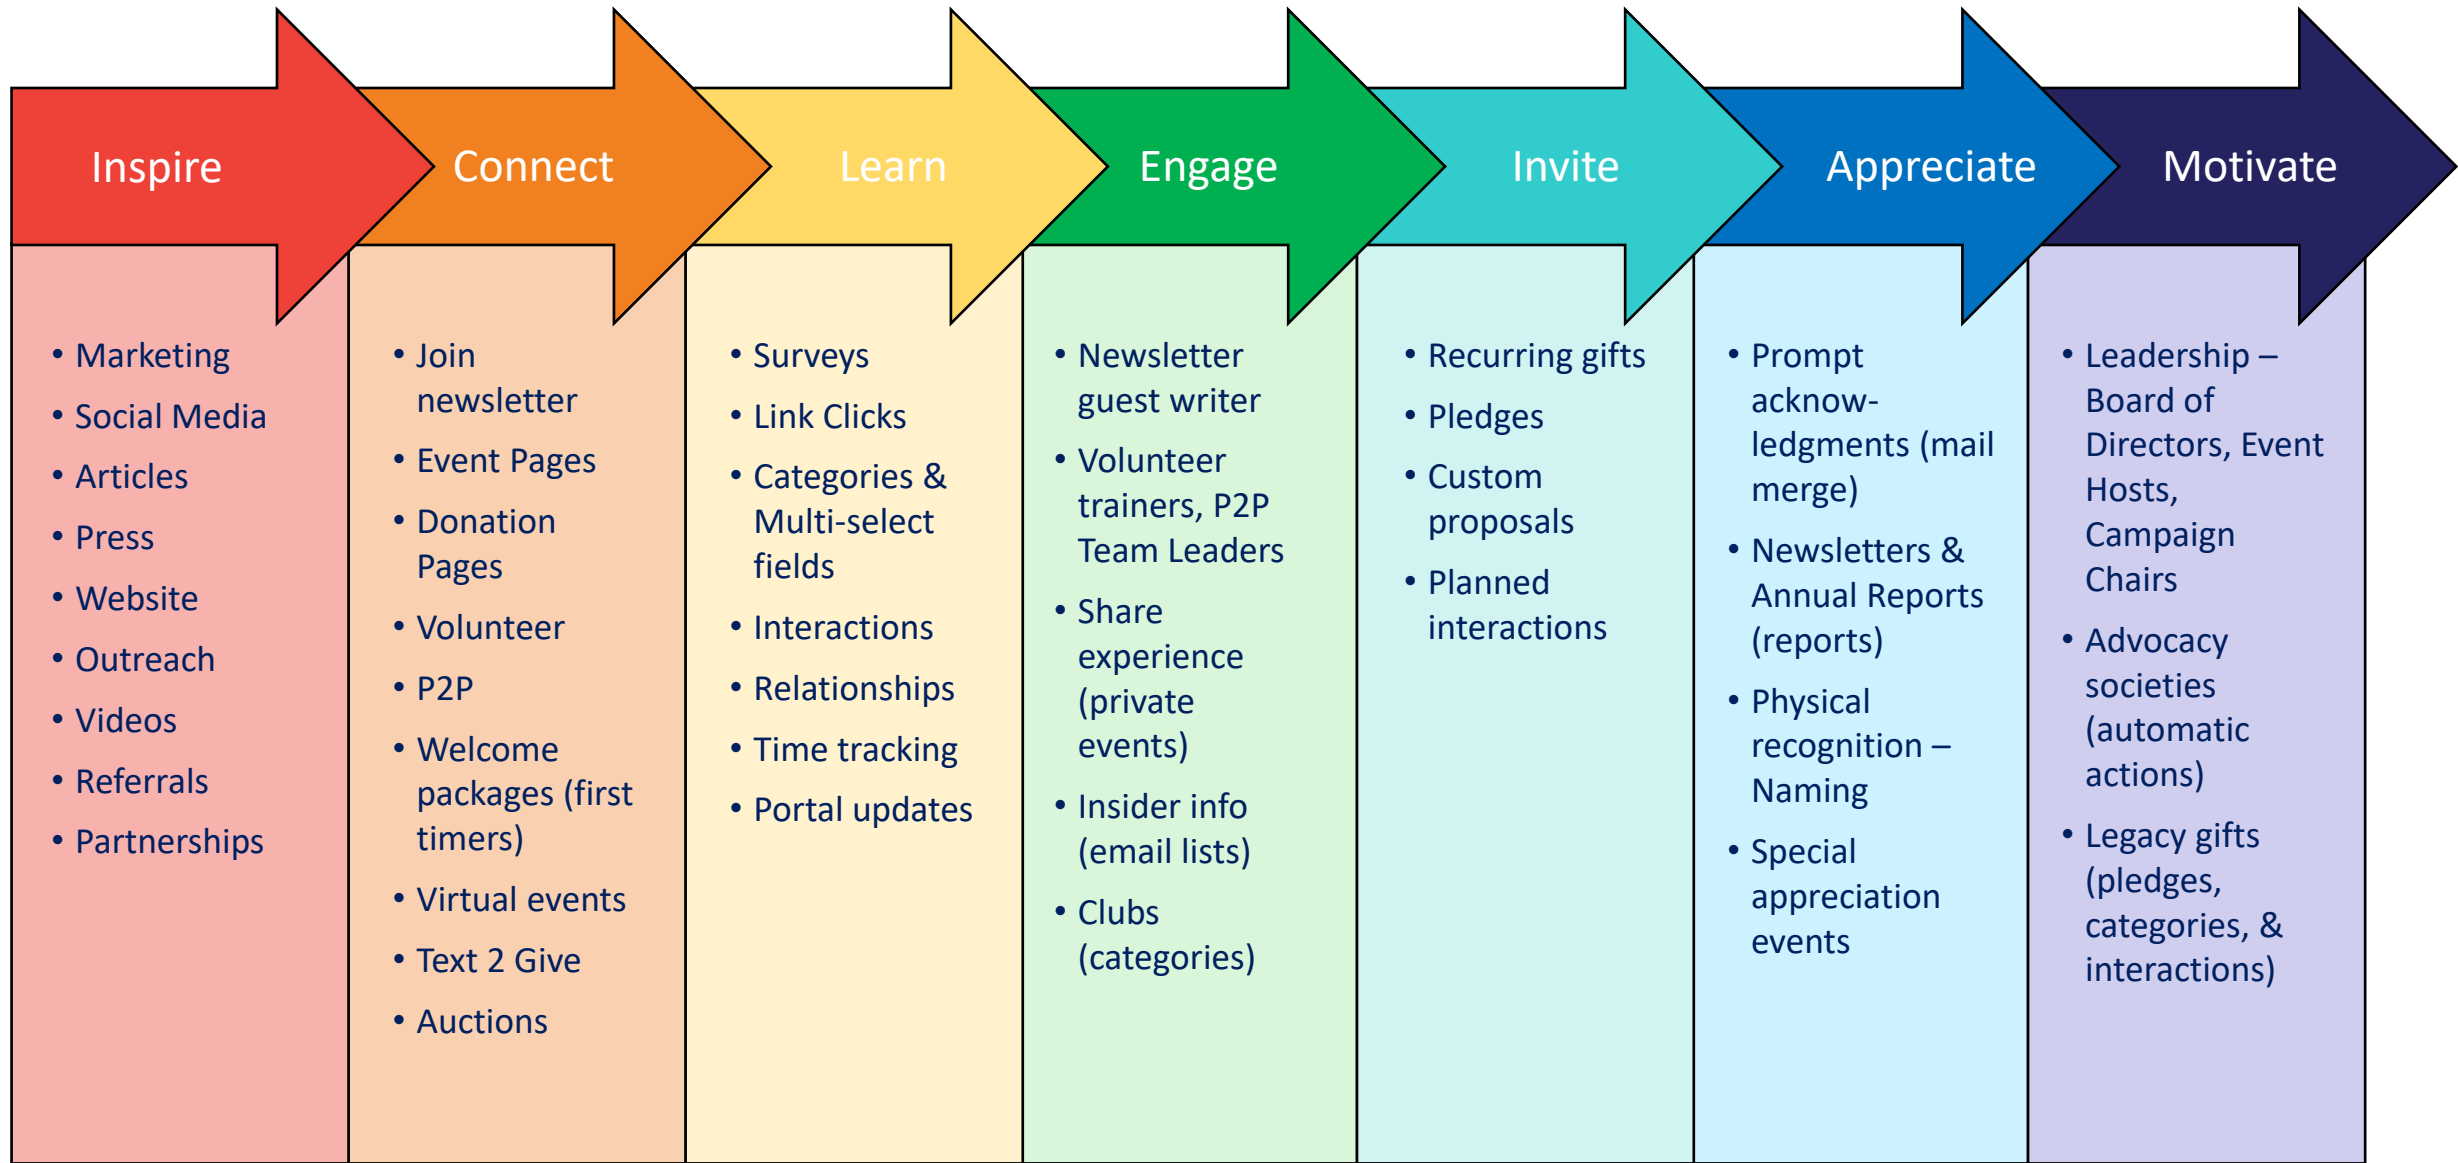 Inspire
Connect
Learn
Engage
Invite
Appreciate
Motivate
• Marketing
• Social Media
• Articles
• Press
• Website
• Outreach
• Videos
• Referrals
• Partnerships
• Join
newsletter
• Event Pages
• Donation
Pages
• Volunteer
• P2P
• Welcome
packages (first
timers)
• Virtual events
• Text 2 Give
• Auctions
• Surveys
• Link Clicks
• Categories &
Multi-select
fields
• Interactions
• Relationships
• Time tracking
• Portal updates
• Newsletter
guest writer
• Volunteer
trainers, P2P
Team Leaders
• Share
experience
(private
events)
• Insider info
(email lists)
• Clubs
(categories)
• Recurring gifts
• Pledges
• Custom
proposals
• Planned
interactions
• Prompt
acknow-
ledgments (mail
merge)
• Newsletters &
Annual Reports
(reports)
• Physical
recognition –
Naming
• Special
appreciation
events
• Leadership –
Board of
Directors, Event
Hosts,
Campaign
Chairs
• Advocacy
societies
(automatic
actions)
• Legacy gifts
(pledges,
categories, &
interactions)